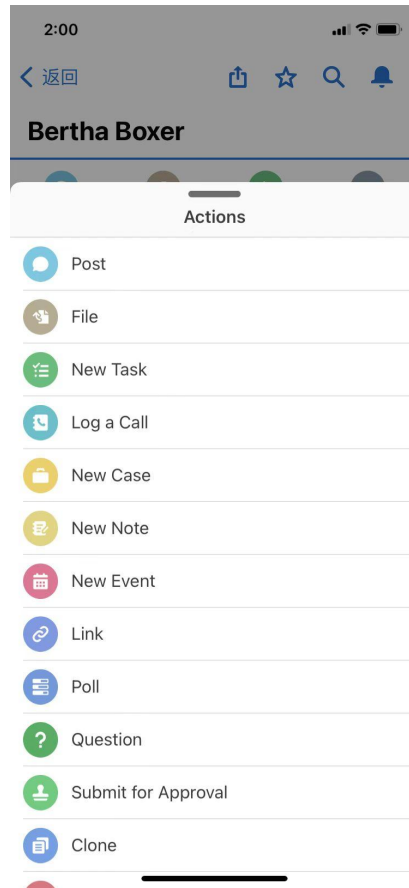 2:00
返回
Bertha Boxer
Actions
Post
File
New Task
Log a Call
New Case
New Note
New Event
Link
Poll
Question
Submit for Approval
Clone